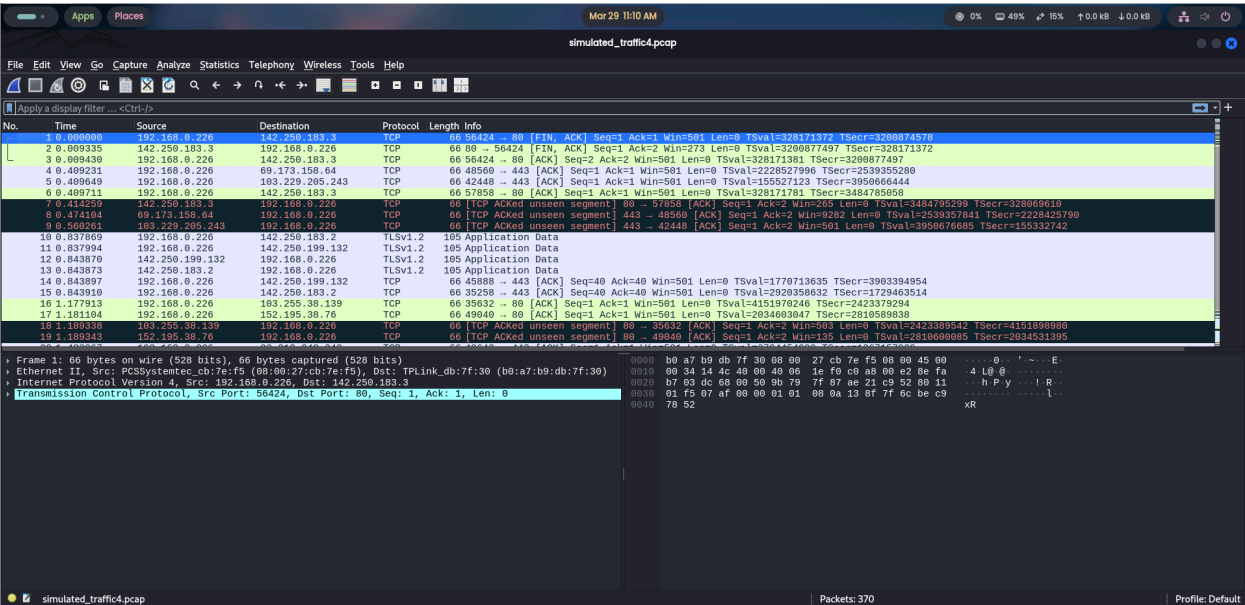 Apps Places Mar 29 11:10 AM 0% 49% 15% ↑0.0 kB ↓0.0 kB
simulated_traffic4.pcap
File Edit View Go Capture Analyze Statistics Telephony Wireless Tools Help
Apply a display filter ... <Ctrl-/>
No. Time Source Destination Protocol Length Info
1 0.000000 192.168.0.226 142.250.183.3 TCP 66 56424 → 80 [FIN, ACK] Seq=1 Ack=1 Win=501 Len=0 TSval=328171372 TSecr=3200874578
2 0.009335 142.250.183.3 192.168.0.226 TCP 66 80 → 56424 [FIN, ACK] Seq=1 Ack=2 Win=273 Len=0 TSval=3200877497 TSecr=328171372
3 0.009430 192.168.0.226 142.250.183.3 TCP 66 56424 → 80 [ACK] Seq=2 Ack=2 Win=501 Len=0 TSval=328171381 TSecr=3200877497
4 0.409231 192.168.0.226 69.173.158.64 TCP 66 48560 → 443 [ACK] Seq=1 Ack=1 Win=501 Len=0 TSval=2228527996 TSecr=2539355280
5 0.409649 192.168.0.226 103.229.205.243 TCP 66 42448 → 443 [ACK] Seq=1 Ack=1 Win=501 Len=0 TSval=155527123 TSecr=3950666444
6 0.409711 192.168.0.226 142.250.183.3 TCP 66 57858 → 80 [ACK] Seq=1 Ack=1 Win=501 Len=0 TSval=328171781 TSecr=3484785058
7 0.414259 142.250.183.3 192.168.0.226 TCP 66 [TCP ACKed unseen segment] 80 → 57858 [ACK] Seq=1 Ack=2 Win=265 Len=0 TSval=3484795299 TSecr=328069610
8 0.474104 69.173.158.64 192.168.0.226 TCP 66 [TCP ACKed unseen segment] 443 → 48560 [ACK] Seq=1 Ack=2 Win=9282 Len=0 TSval=2539357841 TSecr=2228425790
9 0.560261 103.229.205.243 192.168.0.226 TCP 66 [TCP ACKed unseen segment] 443 → 42448 [ACK] Seq=1 Ack=2 Win=501 Len=0 TSval=3950676685 TSecr=155332742
10 0.837869 192.168.0.226 142.250.183.2 TLSv1.2 105 Application Data
11 0.837994 192.168.0.226 142.250.199.132 TLSv1.2 105 Application Data
12 0.843870 142.250.199.132 192.168.0.226 TLSv1.2 105 Application Data
13 0.843873 142.250.183.2 192.168.0.226 TLSv1.2 105 Application Data
14 0.843897 192.168.0.226 142.250.199.132 TCP 66 45888 → 443 [ACK] Seq=40 Ack=40 Win=501 Len=0 TSval=1770713635 TSecr=3903394954
15 0.843910 192.168.0.226 142.250.183.2 TCP 66 35258 → 443 [ACK] Seq=40 Ack=40 Win=501 Len=0 TSval=2920358632 TSecr=1729463514
16 1.177913 192.168.0.226 103.255.38.139 TCP 66 35632 → 80 [ACK] Seq=1 Ack=1 Win=501 Len=0 TSval=4151970246 TSecr=2423379294
17 1.181104 192.168.0.226 152.195.38.76 TCP 66 49040 → 80 [ACK] Seq=1 Ack=1 Win=501 Len=0 TSval=2034603047 TSecr=2810589838
18 1.189338 103.255.38.139 192.168.0.226 TCP 66 [TCP ACKed unseen segment] 80 → 35632 [ACK] Seq=1 Ack=2 Win=503 Len=0 TSval=2423389542 TSecr=4151898980
19 1.189343 152.195.38.76 192.168.0.226 TCP 66 [TCP ACKed unseen segment] 80 → 49040 [ACK] Seq=1 Ack=2 Win=135 Len=0 TSval=2810600085 TSecr=2034531395
Frame 1: 66 bytes on wire (528 bits), 66 bytes captured (528 bits)
Ethernet II, Src: PCSSystemtec_cb:7e:f5 (08:00:27:cb:7e:f5), Dst: TPLink_db:7f:30 (b0:a7:b9:db:7f:30)
Internet Protocol Version 4, Src: 192.168.0.226, Dst: 142.250.183.3
Transmission Control Protocol, Src Port: 56424, Dst Port: 80, Seq: 1, Ack: 1, Len: 0
0000 b0 a7 b9 db 7f 30 08 00 27 cb 7e f5 08 00 45 00 ·····0·· '·~···E·
0010 00 34 14 4c 40 00 40 06 1e f0 c0 a8 00 e2 8e fa ·4·L@·@· ········
0020 b7 03 dc 68 00 50 9b 79 7f 87 ae 21 c9 52 80 11 ···h·P·y ···!·R··
0030 01 f5 07 af 00 00 01 01 08 0a 13 8f 7f 6c be c9 ········ ·····l··
0040 78 52 xR
simulated_traffic4.pcap Packets: 370 Profile: Default